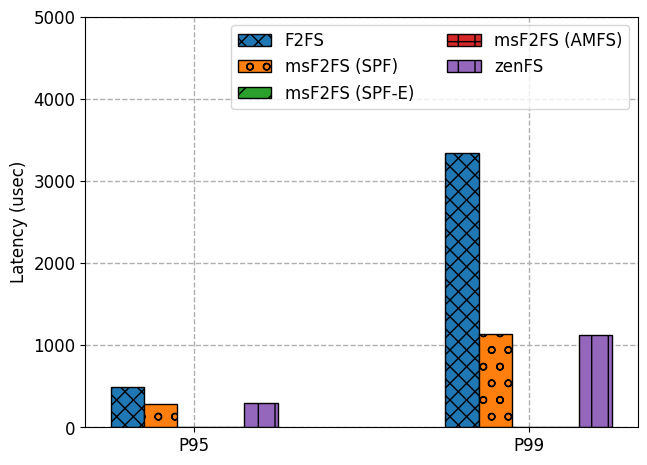 F2FS
msF2FS (SPF)
msF2FS (SPF-E)
msF2FS (AMFS)
zenFS
Latency (usec)
5000
4000
3000
2000
1000
0
P95
P99